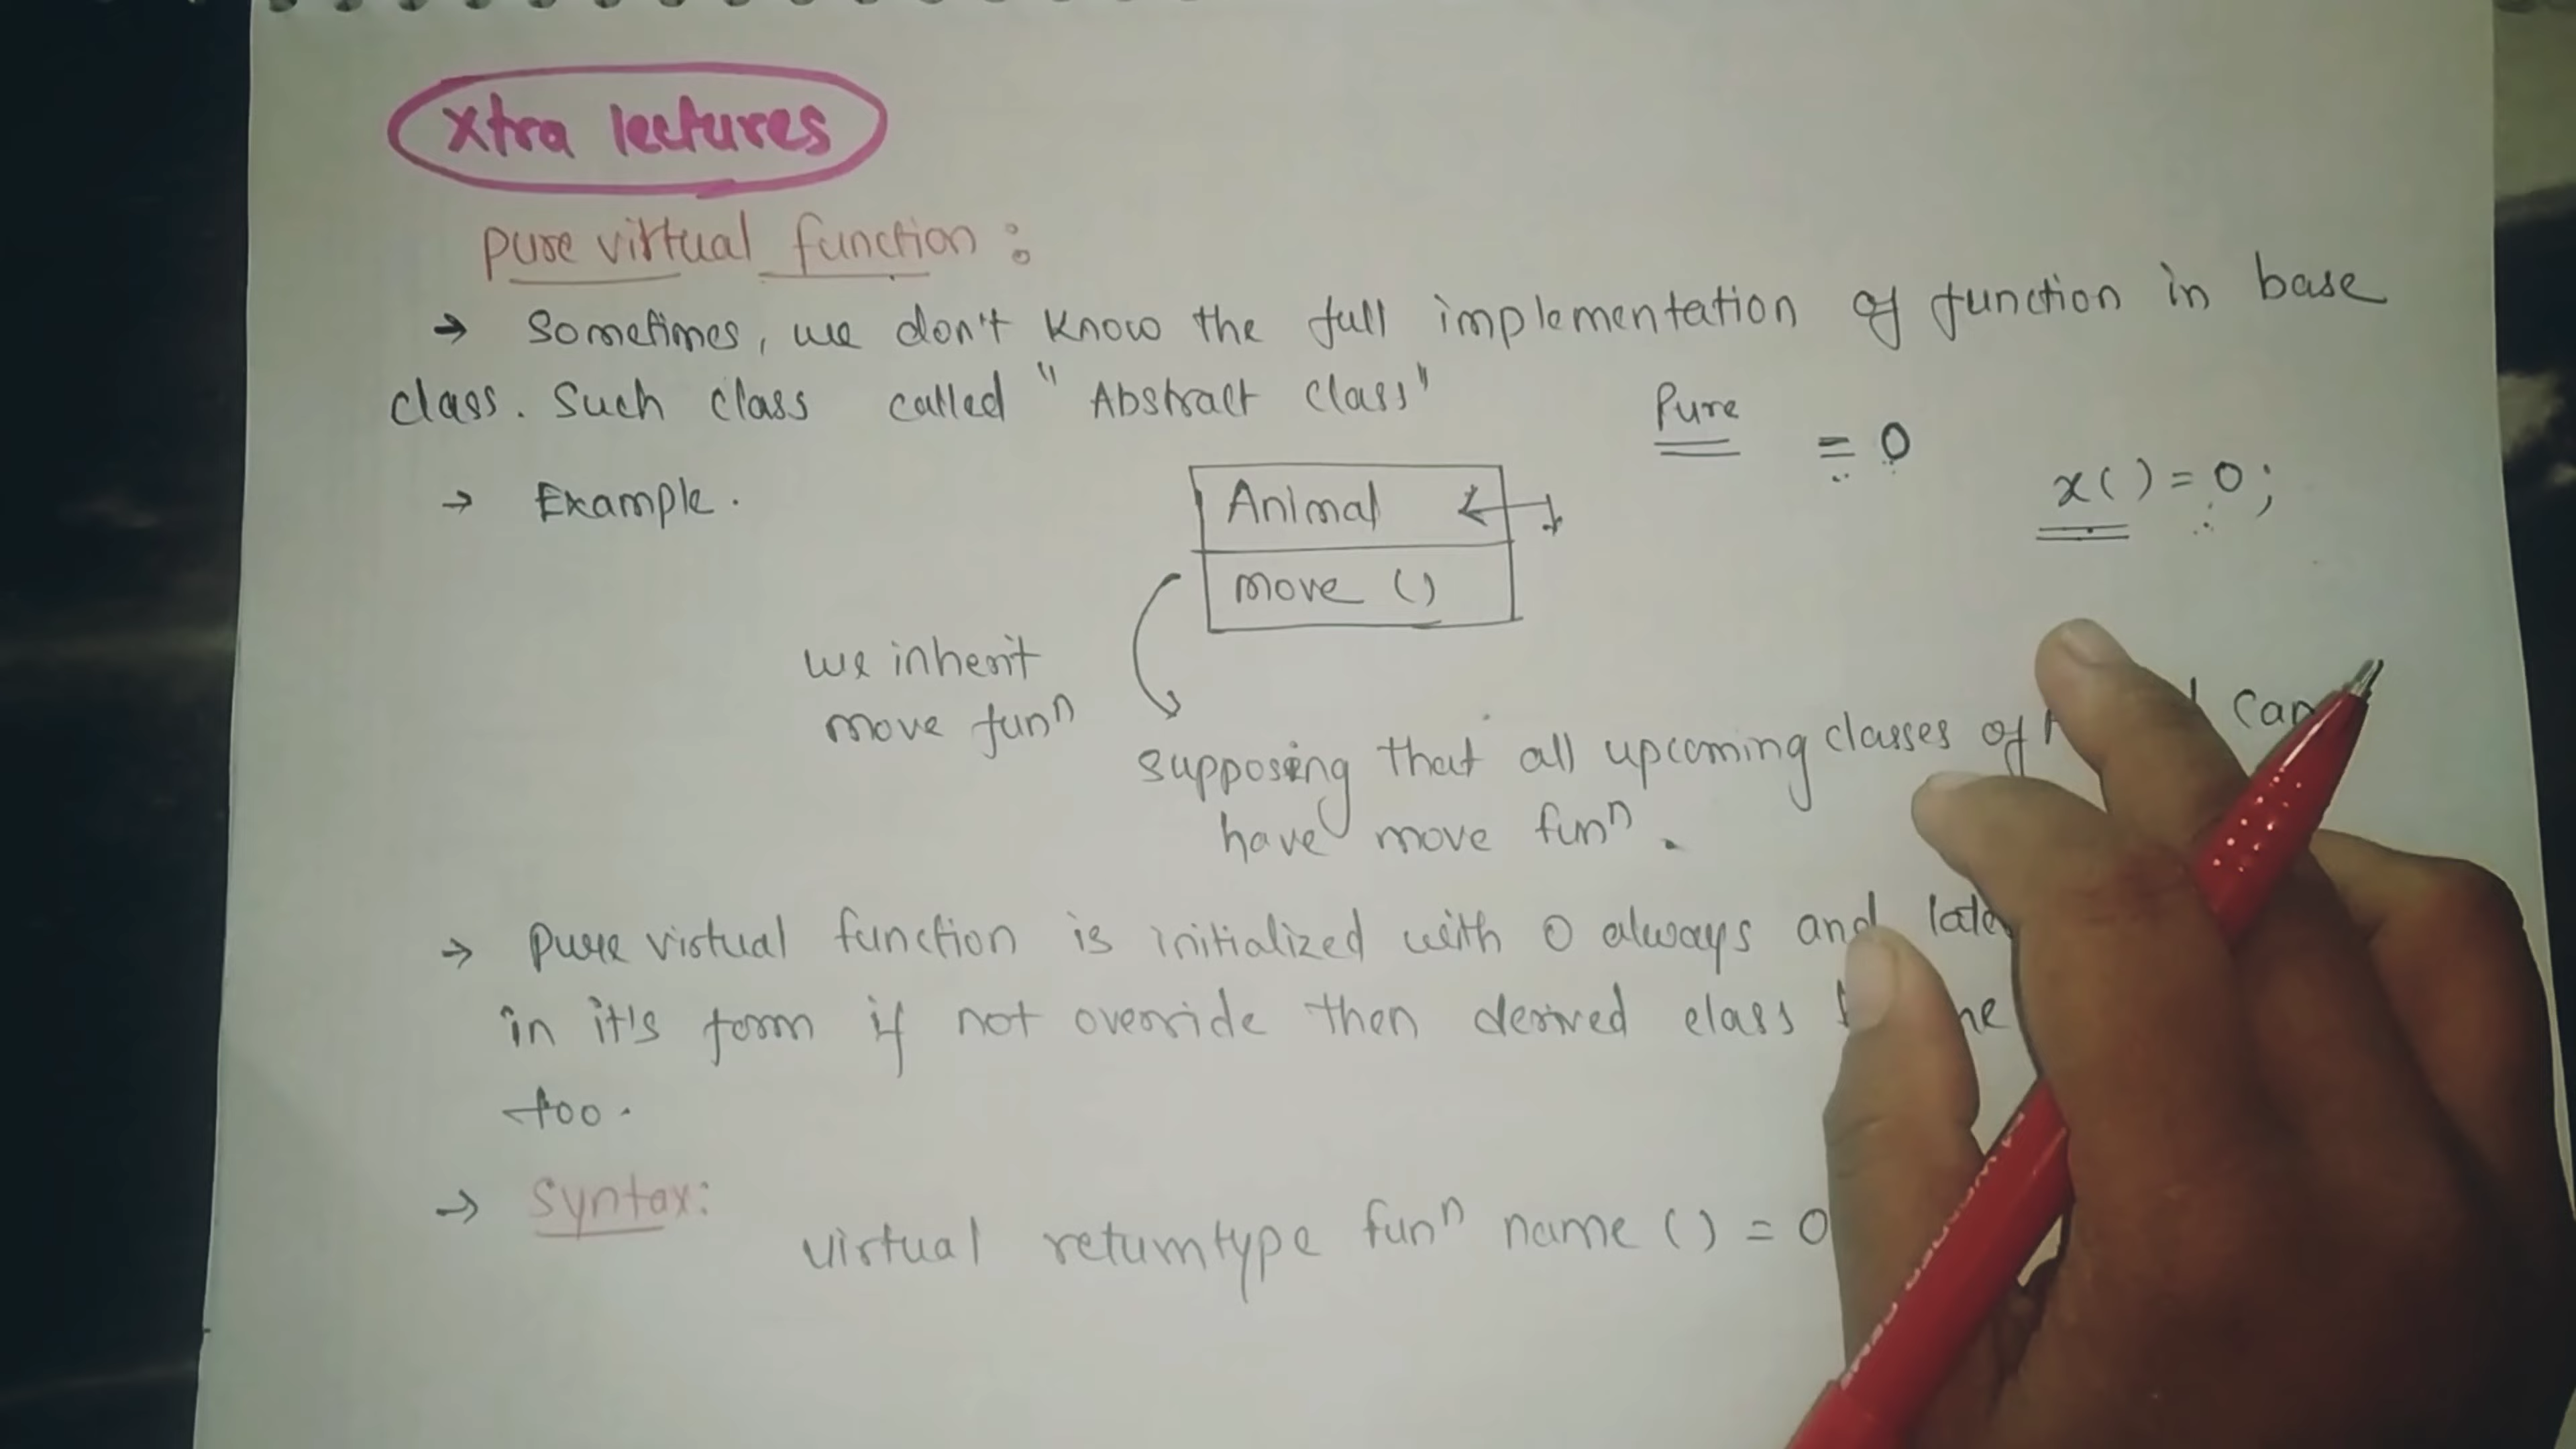 Xtra lectures
pure virtual function :
→ Sometimes, we don't know the full implementation of function in base
class. Such class called "Abstract Class"
Pure = 0
x() = 0;
→ Example.
Animal
move ()
we inherit
move funⁿ
supposing that all upcoming classes of can
have move funⁿ.
→ pure virtual function is initialized with 0 always and
in it's form if not override then derived class
too.
→ Syntax:
virtual returntype funⁿ name () = 0